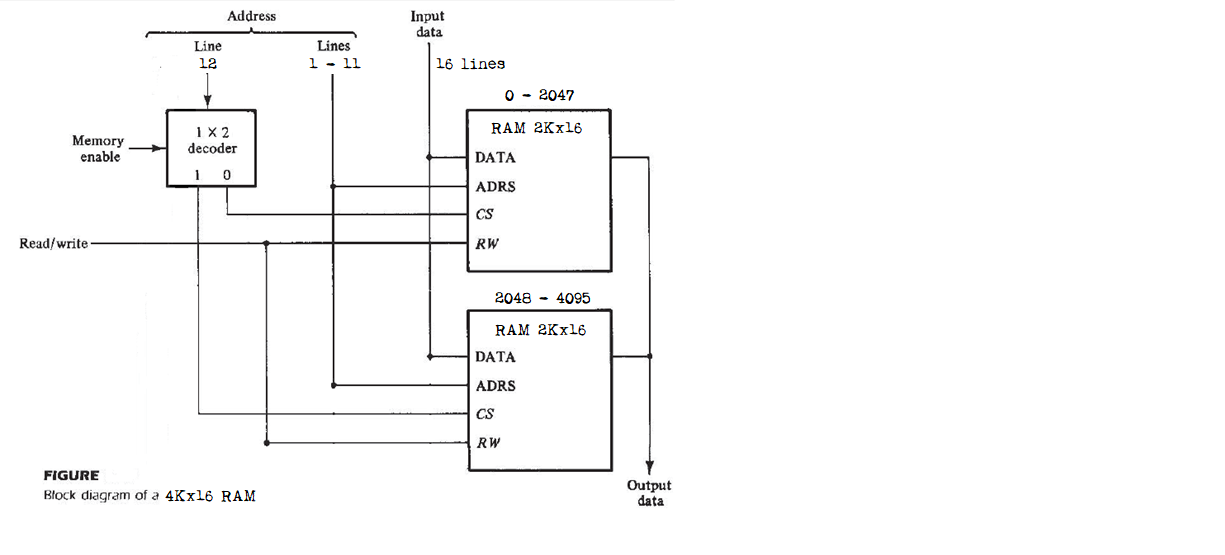 Address
Input
data
Line
12
Lines
1 - 11
16 lines
0 - 2047
1 X 2
decoder
1 0
Memory
enable
RAM 2Kx16
DATA
ADRS
CS
RW
Read/write
2048 - 4095
RAM 2Kx16
DATA
ADRS
CS
RW
Output
data
FIGURE
Block diagram of a 4Kx16 RAM